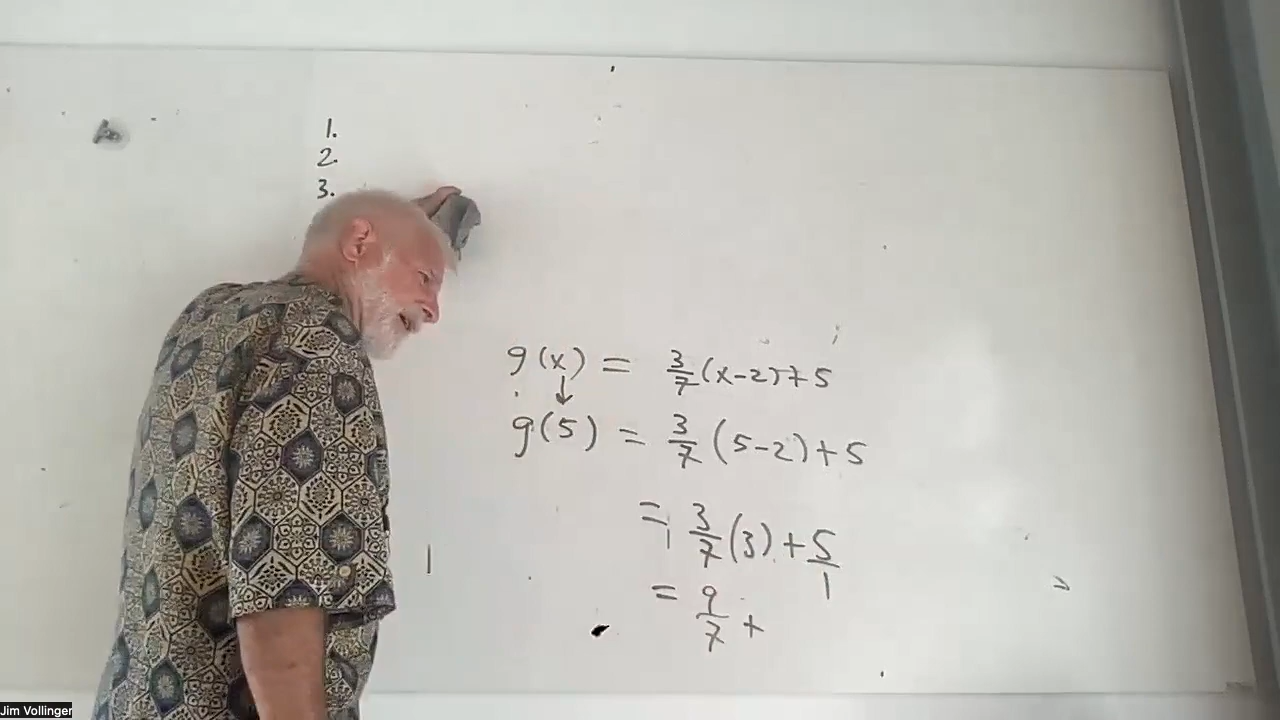 1.
2.
3.
g(x) = 3/7 (x-2) + 5
g(5) = 3/7 (5-2) + 5
= 3/7 (3) + 5/1
= 9/7 +
Jim Vollinger